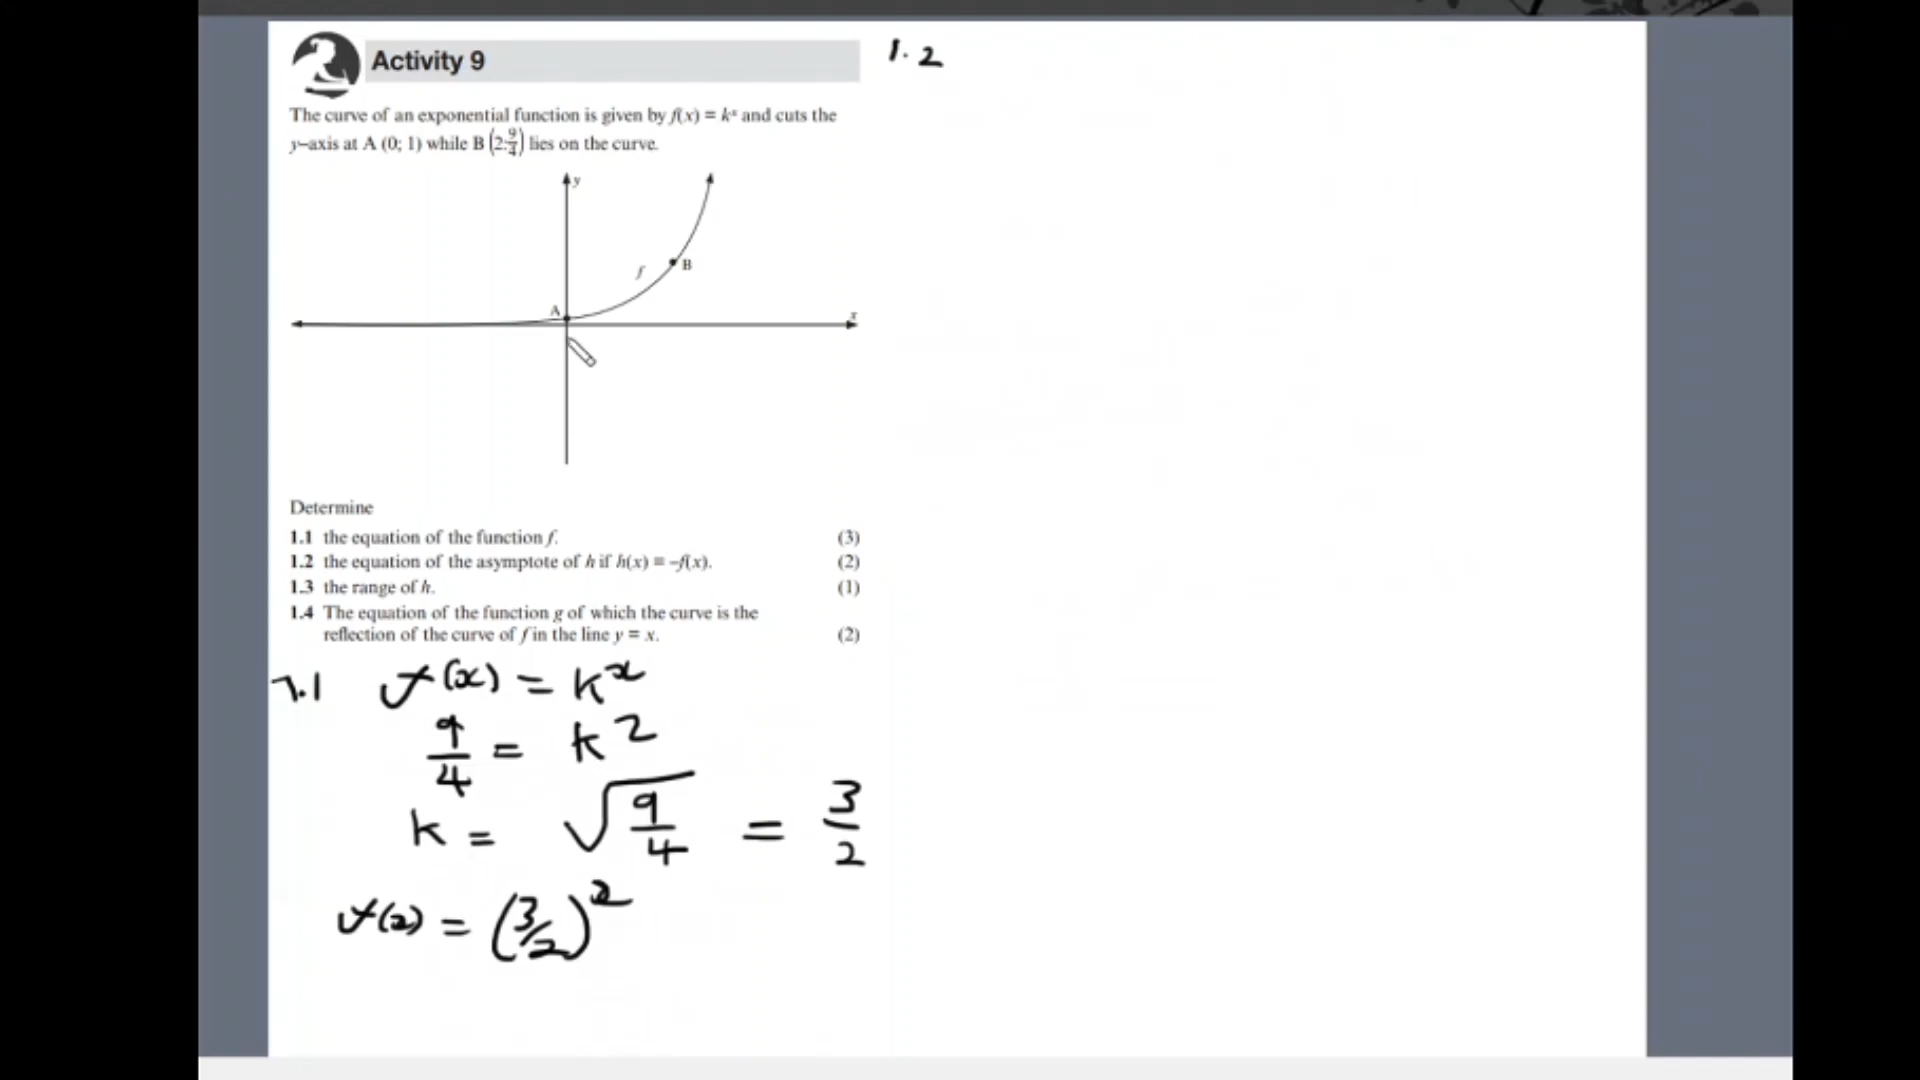 Activity 9
The curve of an exponential function is given by f(x) = kˣ and cuts the
y–axis at A (0; 1) while B (2; 9/4) lies on the curve.
y
B
f
A
x
Determine
1.1 the equation of the function f. (3)
1.2 the equation of the asymptote of h if h(x) = –f(x). (2)
1.3 the range of h. (1)
1.4 The equation of the function g of which the curve is the
reflection of the curve of f in the line y = x. (2)
1.1 f(x) = kˣ
9/4 = k²
k = √(9/4) = 3/2
f(x) = (3/2)ˣ
1.2